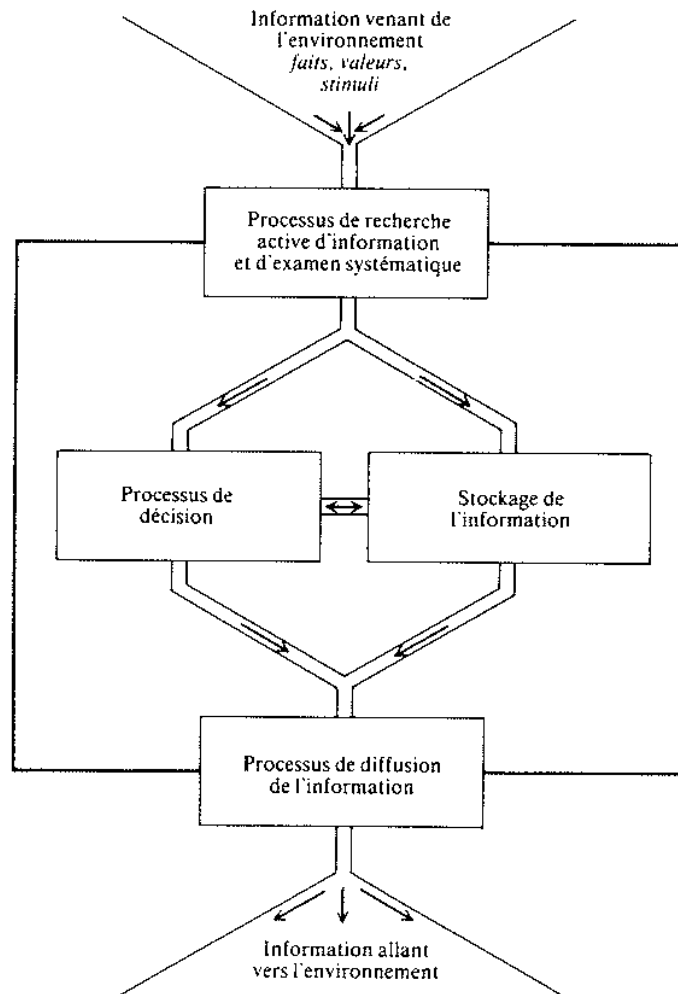 Information venant de
l'environnement
faits, valeurs,
stimuli
Processus de recherche
active d'information
et d'examen systématique
Processus de
décision
Stockage de
l'information
Processus de diffusion
de l'information
Information allant
vers l'environnement